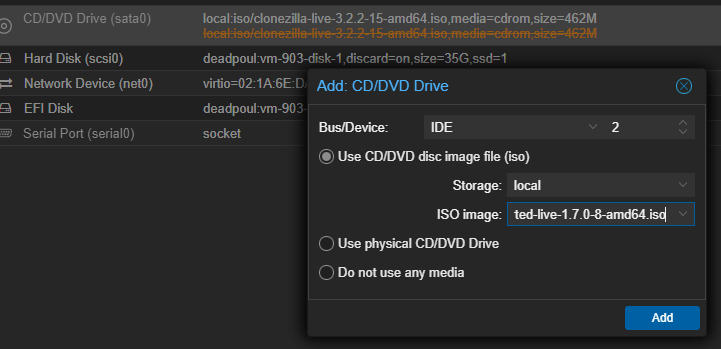 CD/DVD Drive (sata0) local:iso/clonezilla-live-3.2.2-15-amd64.iso,media=cdrom,size=462M
local:iso/clonezilla-live-3.2.2-15-amd64.iso,media=cdrom,size=462M
Hard Disk (scsi0) deadpoul:vm-903-disk-1,discard=on,size=35G,ssd=1
Network Device (net0) virtio=02:1A:6E:D
EFI Disk deadpoul:vm-903-
Serial Port (serial0) socket
Add: CD/DVD Drive
Bus/Device: IDE 2
Use CD/DVD disc image file (iso)
Storage: local
ISO image: ted-live-1.7.0-8-amd64.iso
Use physical CD/DVD Drive
Do not use any media
Add